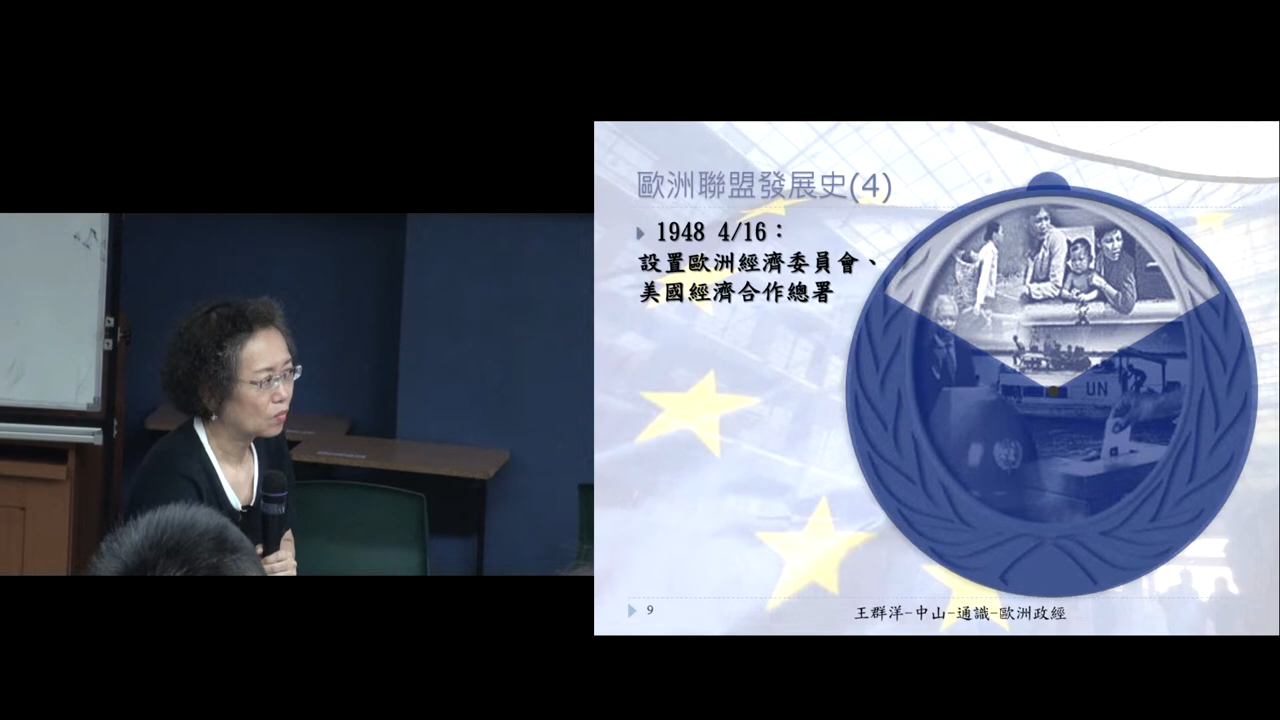 歐洲聯盟發展史(4)
1948 4/16：
設置歐洲經濟委員會、
美國經濟合作總署
UN
9
王群洋-中山-通識-歐洲政經